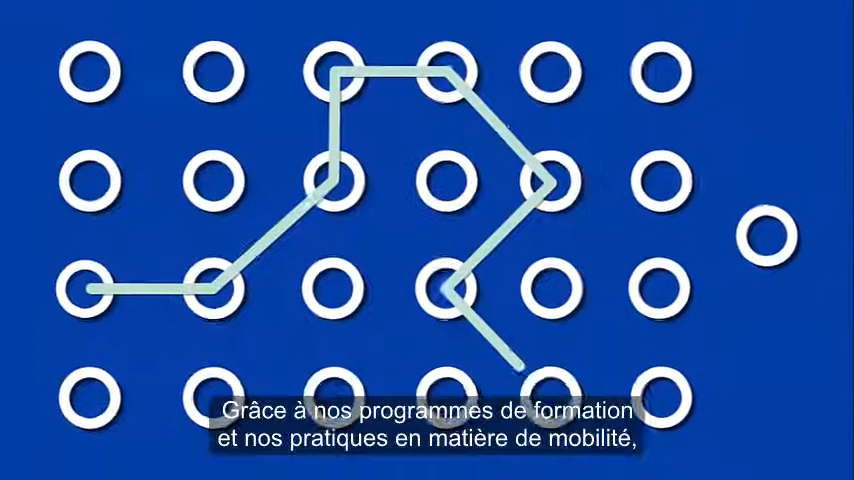 Grâce à nos programmes de formation
et nos pratiques en matière de mobilité,